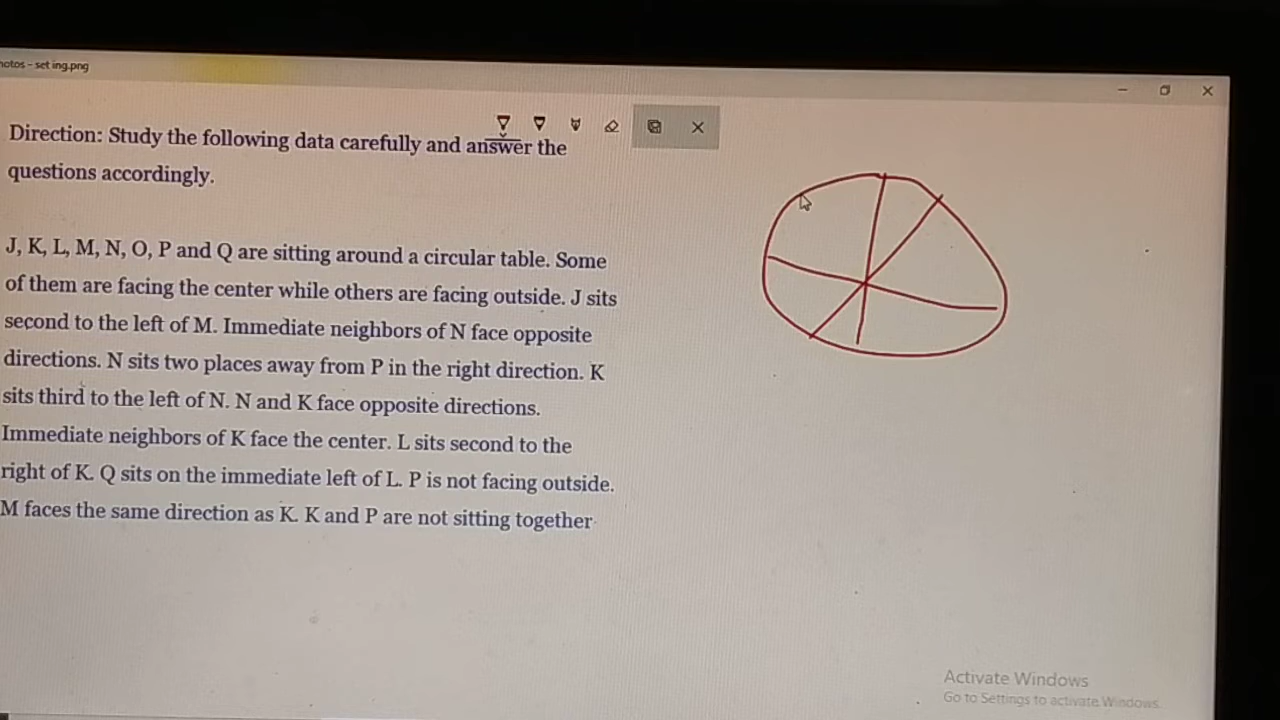 hotos - set ing.png
Direction: Study the following data carefully and answer the
questions accordingly.
J, K, L, M, N, O, P and Q are sitting around a circular table. Some
of them are facing the center while others are facing outside. J sits
second to the left of M. Immediate neighbors of N face opposite
directions. N sits two places away from P in the right direction. K
sits third to the left of N. N and K face opposite directions.
Immediate neighbors of K face the center. L sits second to the
right of K. Q sits on the immediate left of L. P is not facing outside.
M faces the same direction as K. K and P are not sitting together
Activate Windows
Go to Settings to activate Windows.